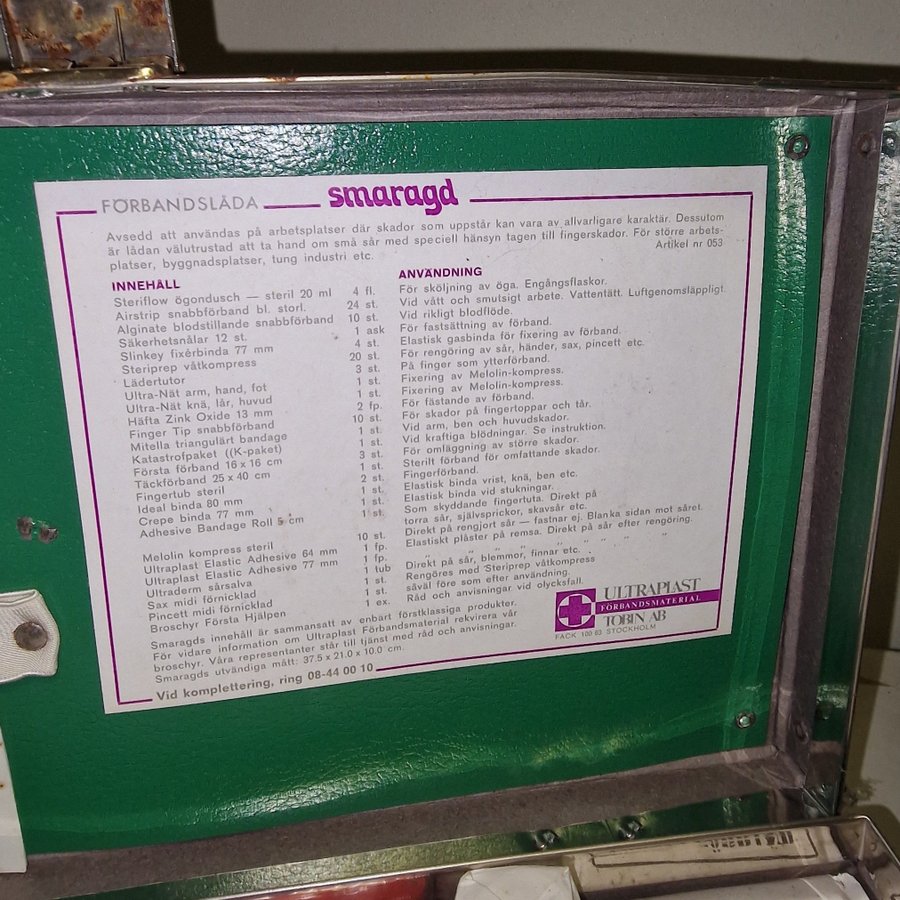 FÖRBANDSLÅDA smaragd
Avsedd att användas på arbetsplatser där skador som uppstår kan vara av allvarligare karaktär. Dessutom
är lådan välutrustad att ta hand om små sår med speciell hänsyn tagen till fingerskador. För större arbets-
platser, byggnadsplatser, tung industri etc.
Artikel nr 053
INNEHÅLL
Steriflow ögondusch — steril 20 ml 4 fl.
Airstrip snabbförband bl. storl. 24 st.
Alginate blodstillande snabbförband 10 st.
Säkerhetsnålar 12 st. 1 ask
Slinkey fixérbinda 77 mm 4 st.
Steriprep våtkompress 20 st.
Lädertutor 3 st.
Ultra-Nät arm, hand, fot 1 st.
Ultra-Nät knä, lår, huvud 1 st.
Häfta Zink Oxide 13 mm 2 fp.
Finger Tip snabbförband 10 st.
Mitella triangulärt bandage 1 st.
Katastrofpaket ((K-paket) 1 st.
Första förband 16 x 16 cm 3 st.
Täckförband 25 x 40 cm 1 st.
Fingertub steril 2 st.
Ideal binda 80 mm 1 st.
Crepe binda 77 mm 1 st.
Adhesive Bandage Roll 5 cm 1 st.
Melolin kompress steril 10 st.
Ultraplast Elastic Adhesive 64 mm 1 fp.
Ultraplast Elastic Adhesive 77 mm 1 fp.
Ultraderm sårsalva 1 tub
Sax midi förnicklad 1 st.
Pincett midi förnicklad 1 st.
Broschyr Första Hjälpen 1 ex.
ANVÄNDNING
För sköljning av öga. Engångsflaskor.
Vid vått och smutsigt arbete. Vattentätt. Luftgenomsläppligt.
Vid rikligt blodflöde.
För fastsättning av förband.
Elastisk gasbinda för fixering av förband.
För rengöring av sår, händer, sax, pincett etc.
På finger som ytterförband.
Fixering av Melolin-kompress.
Fixering av Melolin-kompress.
För fästande av förband.
För skador på fingertoppar och tår.
Vid arm, ben och huvudskador.
Vid kraftiga blödningar. Se instruktion.
För omläggning av större skador.
Sterilt förband för omfattande skador.
Fingerförband.
Elastisk binda vrist, knä, ben etc.
Elastisk binda vid stukningar.
Som skyddande fingertuta. Direkt på
torra sår, självsprickor, skavsår etc.
Direkt på rengjort sår — fastnar ej. Blanka sidan mot såret.
Elastiskt plåster på remsa. Direkt på sår efter rengöring.
„ „ „ „ „ „ „ „ „
Direkt på sår, blemmor, finnar etc.
Rengöres med Steriprep våtkompress
såväl före som efter användning.
Råd och anvisningar vid olycksfall.
Smaragds innehåll är sammansatt av enbart förstklassiga produkter.
För vidare information om Ultraplast Förbandsmaterial rekvirera vår
broschyr. Våra representanter står till tjänst med råd och anvisningar.
Smaragds utvändiga mått: 37.5 x 21.0 x 10.0 cm.
Vid komplettering, ring 08-44 00 10
ULTRAPLAST
FÖRBANDSMATERIAL
TOBIN AB
FACK 100 63 STOCKHOLM